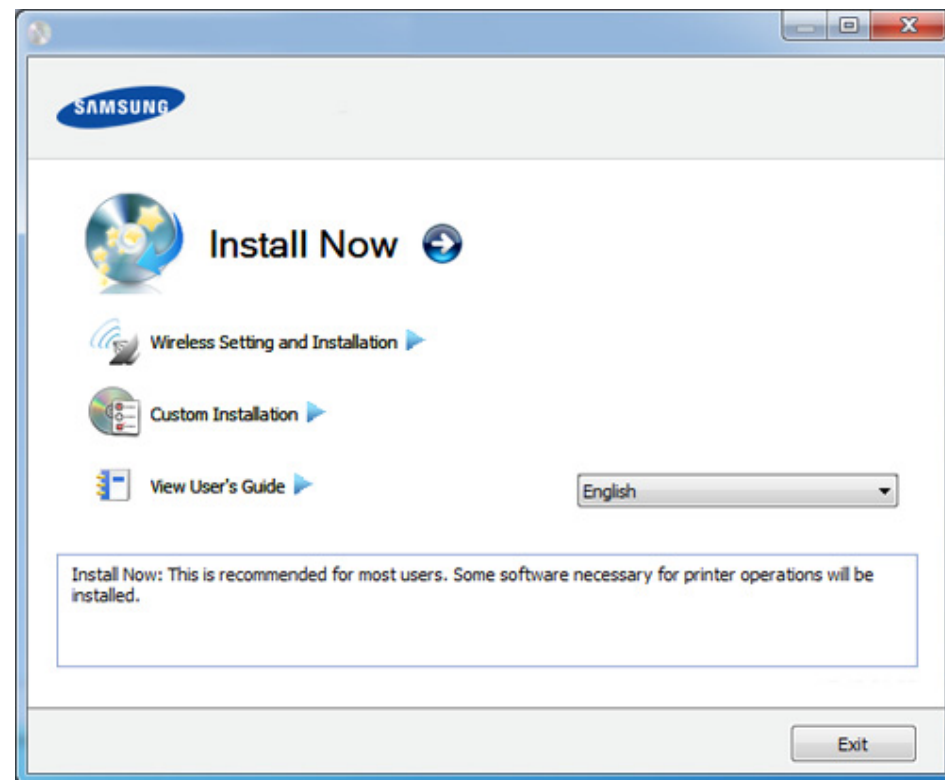 SAMSUNG
Install Now
Wireless Setting and Installation
Custom Installation
View User's Guide
English
Install Now: This is recommended for most users. Some software necessary for printer operations will be
installed.
Exit